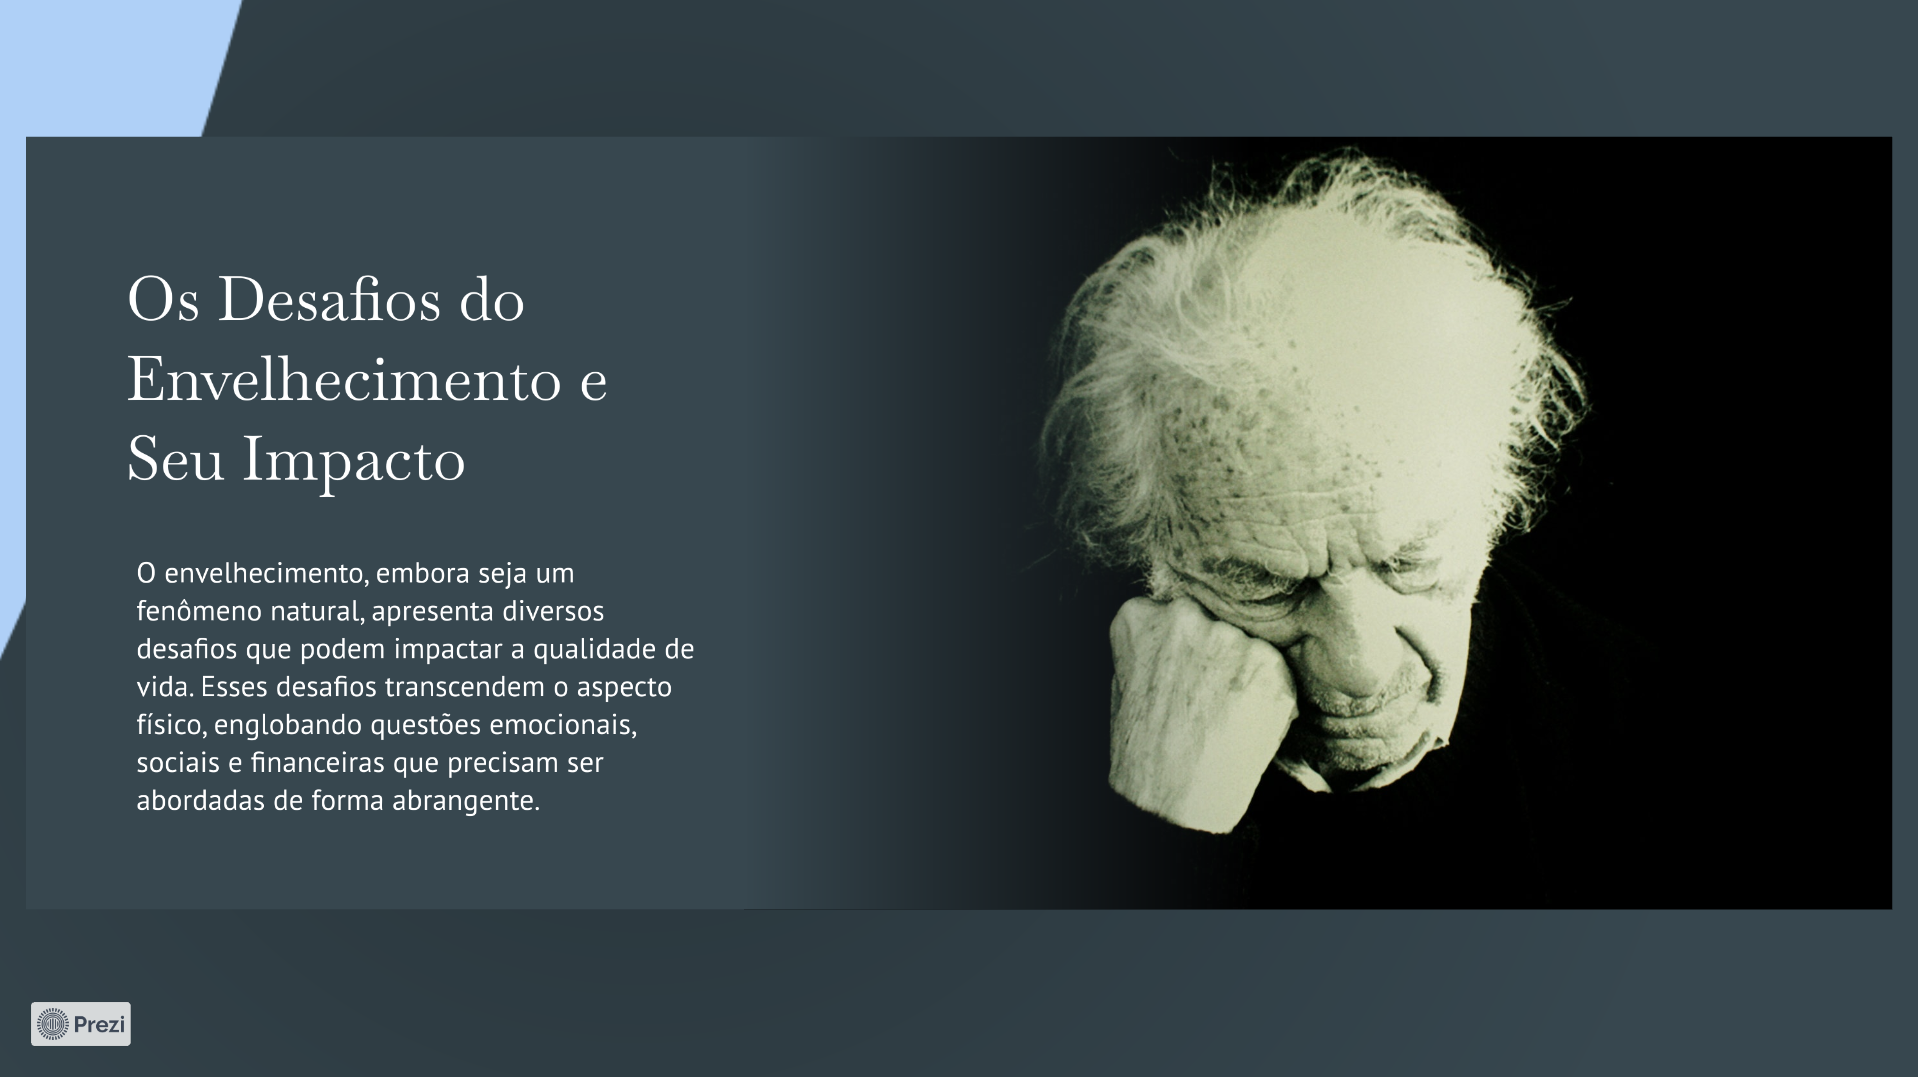 Os Desafios do
Envelhecimento e
Seu Impacto
O envelhecimento, embora seja um
fenômeno natural, apresenta diversos
desafios que podem impactar a qualidade de
vida. Esses desafios transcendem o aspecto
físico, englobando questões emocionais,
sociais e financeiras que precisam ser
abordadas de forma abrangente.
Prezi